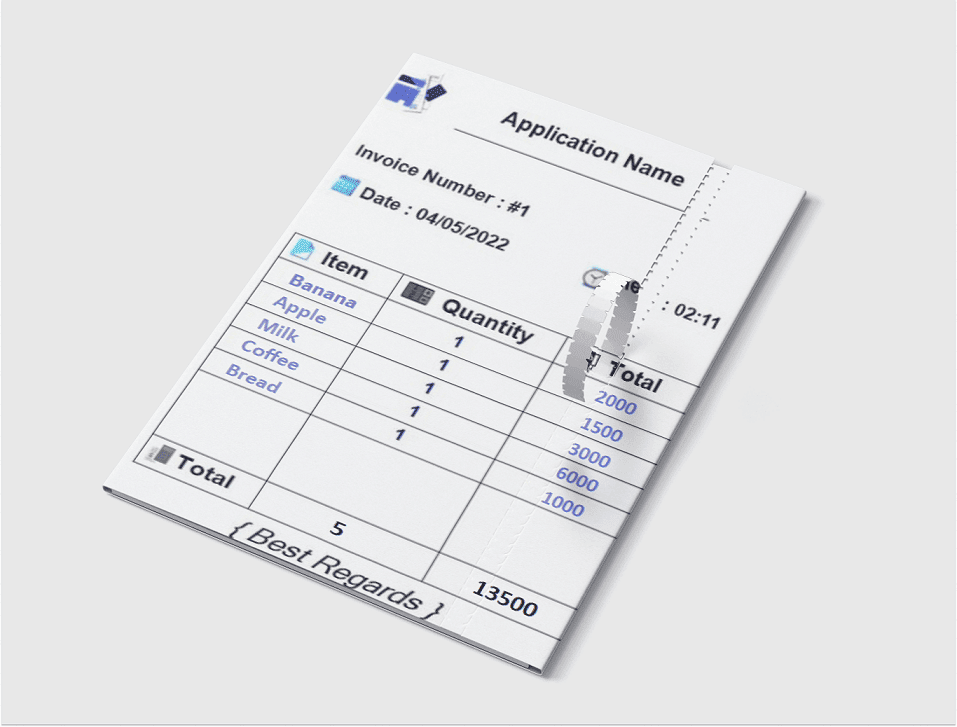 Application Name
Invoice Number : #1
Date : 04/05/2022
: 02:11
Item Quantity Total
Banana 1 2000
Apple 1 1500
Milk 1 3000
Coffee 1 6000
Bread 1 1000
Total 5 13500
{ Best Regards }